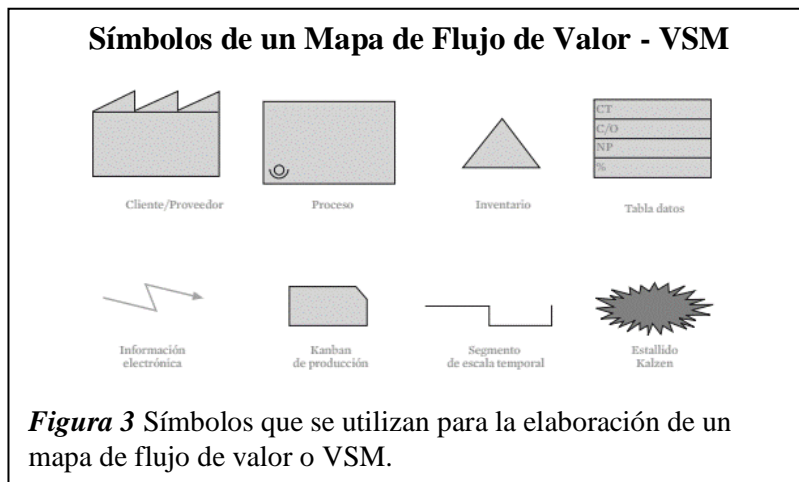 Símbolos de un Mapa de Flujo de Valor - VSM
CT
C/O
NP
%
Cliente/Proveedor
Proceso
Inventario
Tabla datos
Información
electrónica
Kanban
de producción
Segmento
de escala temporal
Estallido
Kalzen
Figura 3 Símbolos que se utilizan para la elaboración de un
mapa de flujo de valor o VSM.